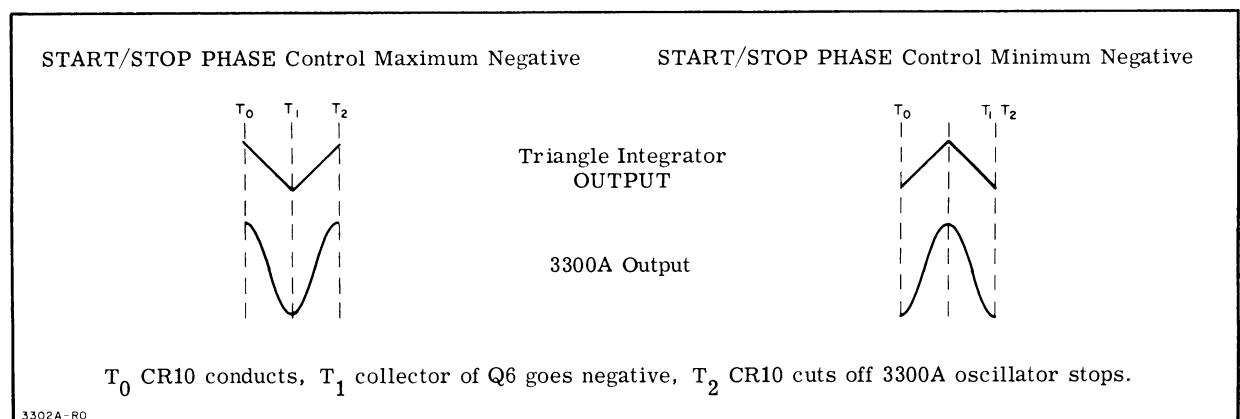 START/STOP PHASE Control Maximum Negative START/STOP PHASE Control Minimum Negative
T0 T1 T2 T0 T1 T2
Triangle Integrator
OUTPUT
3300A Output
T0 CR10 conducts, T1 collector of Q6 goes negative, T2 CR10 cuts off 3300A oscillator stops.
3302A-R0